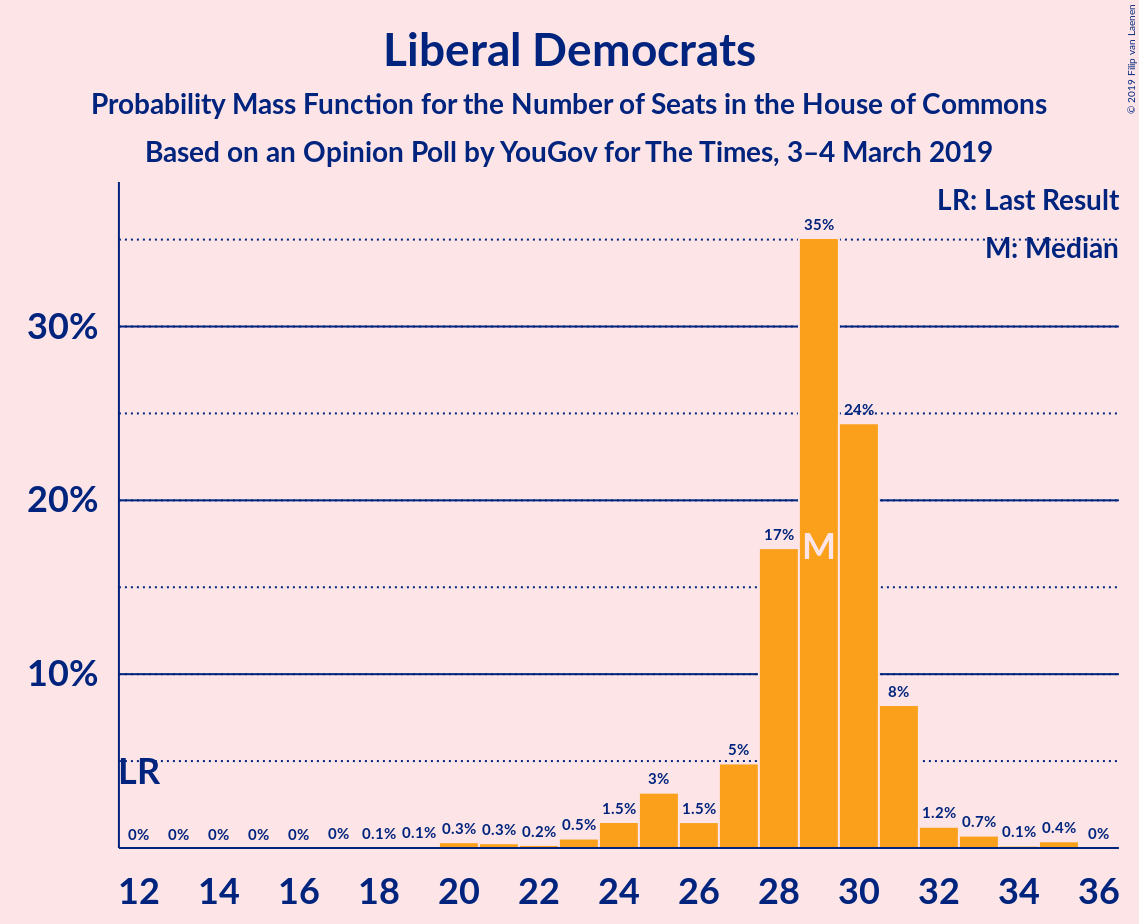 Liberal Democrats
Probability Mass Function for the Number of Seats in the House of Commons
Based on an Opinion Poll by YouGov for The Times, 3–4 March 2019
© 2019 Filip van Laenen
LR: Last Result
M: Median
30%
20%
10%
LR
M
0% 0% 0% 0% 0% 0% 0.1% 0.1% 0.3% 0.3% 0.2% 0.5% 1.5% 3% 1.5% 5% 17% 35% 24% 8% 1.2% 0.7% 0.1% 0.4% 0%
12 14 16 18 20 22 24 26 28 30 32 34 36